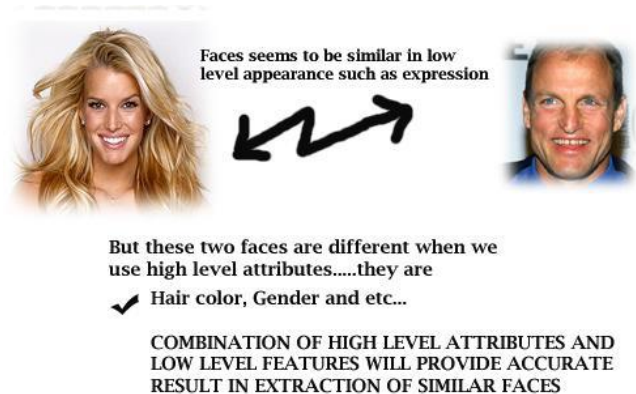 Faces seems to be similar in low
level appearance such as expression
But these two faces are different when we
use high level attributes.....they are
Hair color, Gender and etc...
COMBINATION OF HIGH LEVEL ATTRIBUTES AND
LOW LEVEL FEATURES WILL PROVIDE ACCURATE
RESULT IN EXTRACTION OF SIMILAR FACES